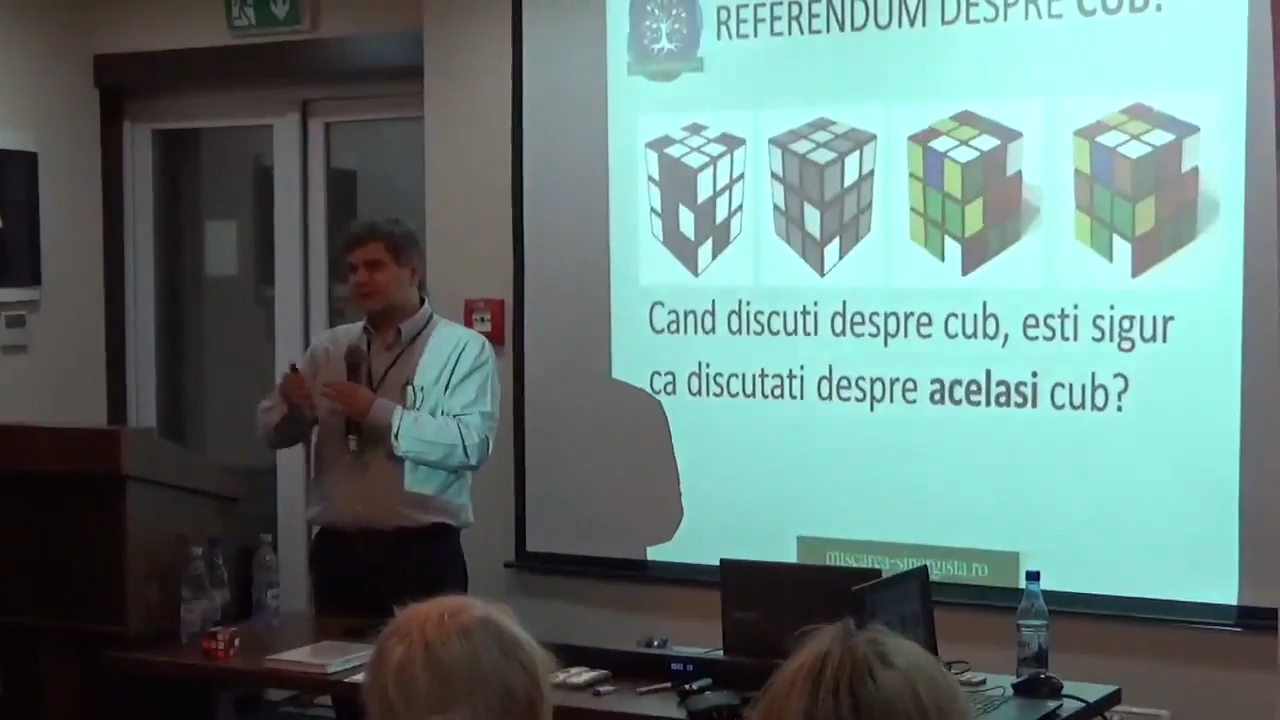 REFERENDUM DESPRE CUB?
Cand discuti despre cub, esti sigur
ca discutati despre acelasi cub?
miscarea-sinergista.ro